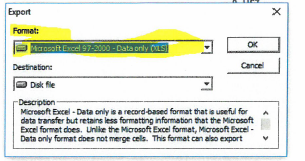 Export
Format:
Microsoft Excel 97-2000 - Data only (XLS)
OK
Destination:
Cancel
Disk file
Description
Microsoft Excel - Data only is a record-based format that is useful for
data transfer but retains less formatting information that the Microsoft
Excel format does. Unlike the Microsoft Excel format, Microsoft Excel -
Data only format does not merge cells. This format can also export